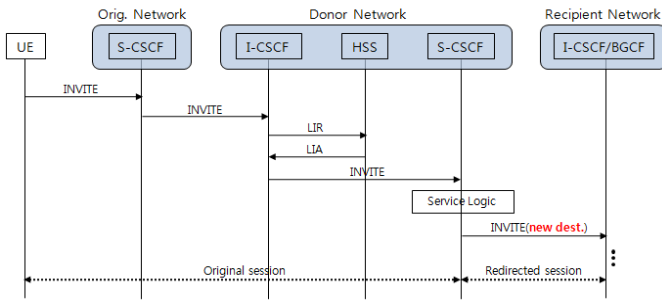 Orig. Network
Donor Network
Recipient Network
UE
S-CSCF
I-CSCF
HSS
S-CSCF
I-CSCF/BGCF
INVITE
INVITE
LIR
LIA
INVITE
Service Logic
INVITE(new dest.)
Original session
Redirected session